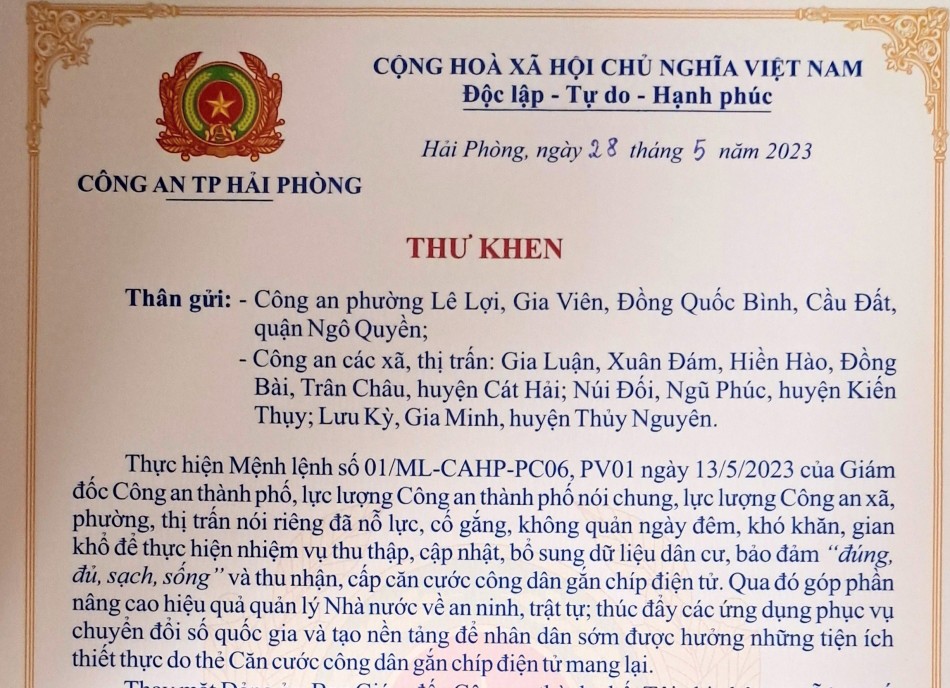 CỘNG HOÀ XÃ HỘI CHỦ NGHĨA VIỆT NAM
Độc lập - Tự do - Hạnh phúc
Hải Phòng, ngày 28 tháng 5 năm 2023
CÔNG AN TP HẢI PHÒNG
THƯ KHEN
Thân gửi: - Công an phường Lê Lợi, Gia Viên, Đồng Quốc Bình, Cầu Đất,
quận Ngô Quyền;
- Công an các xã, thị trấn: Gia Luận, Xuân Đám, Hiền Hào, Đồng
Bài, Trân Châu, huyện Cát Hải; Núi Đối, Ngũ Phúc, huyện Kiến
Thụy; Lưu Kỳ, Gia Minh, huyện Thủy Nguyên.
Thực hiện Mệnh lệnh số 01/ML-CAHP-PC06, PV01 ngày 13/5/2023 của Giám
đốc Công an thành phố, lực lượng Công an thành phố nói chung, lực lượng Công an xã,
phường, thị trấn nói riêng đã nỗ lực, cố gắng, không quản ngày đêm, khó khăn, gian
khổ để thực hiện nhiệm vụ thu thập, cập nhật, bổ sung dữ liệu dân cư, bảo đảm “đúng,
đủ, sạch, sống” và thu nhận, cấp căn cước công dân gắn chíp điện tử. Qua đó góp phần
nâng cao hiệu quả quản lý Nhà nước về an ninh, trật tự; thúc đẩy các ứng dụng phục vụ
chuyển đổi số quốc gia và tạo nền tảng để nhân dân sớm được hưởng những tiện ích
thiết thực do thẻ Căn cước công dân gắn chíp điện tử mang lại.